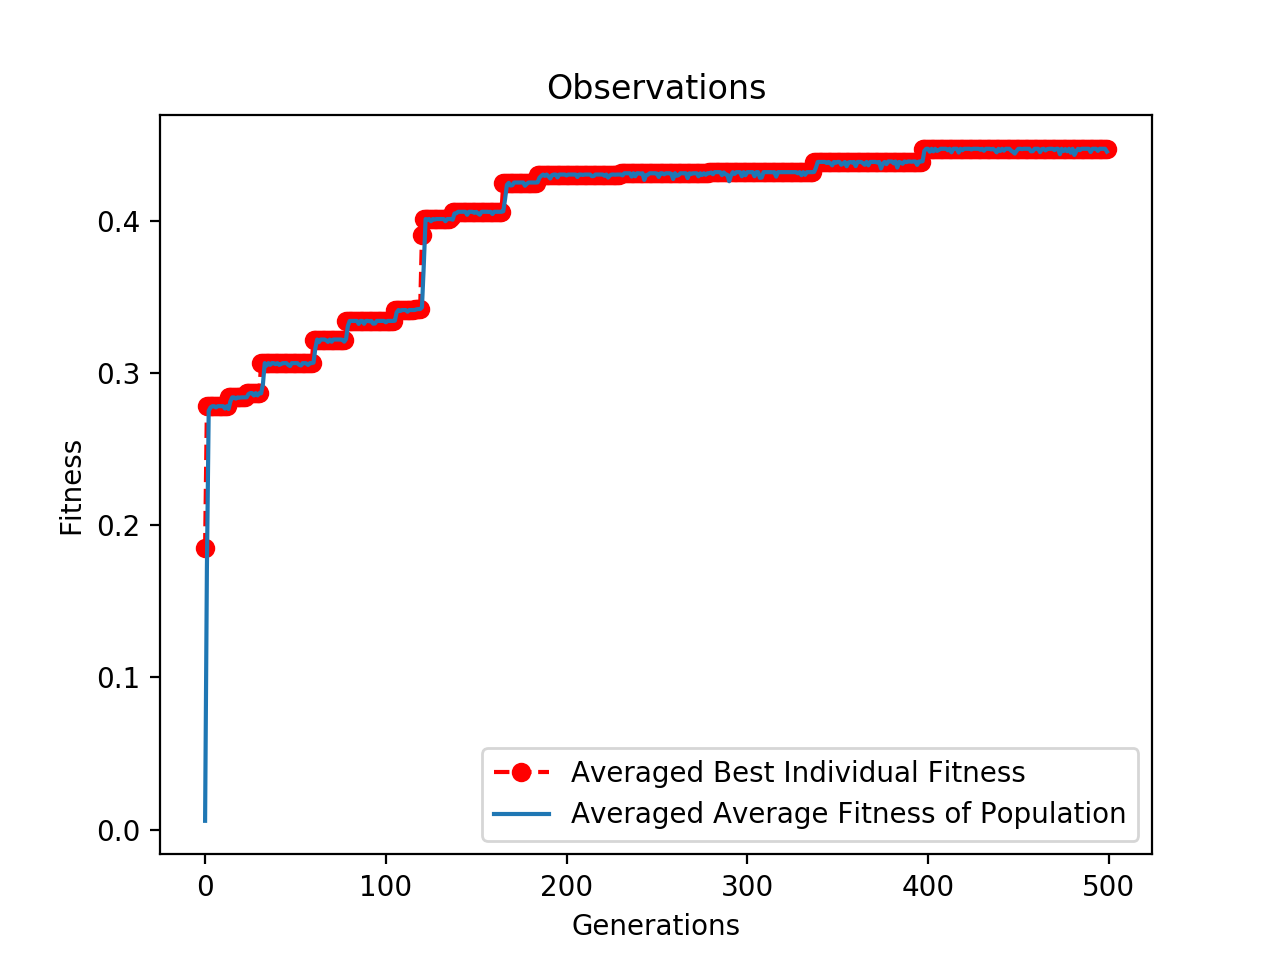 Observations
Fitness
0.4
0.3
0.2
0.1
0.0
Averaged Best Individual Fitness
Averaged Average Fitness of Population
0 100 200 300 400 500
Generations